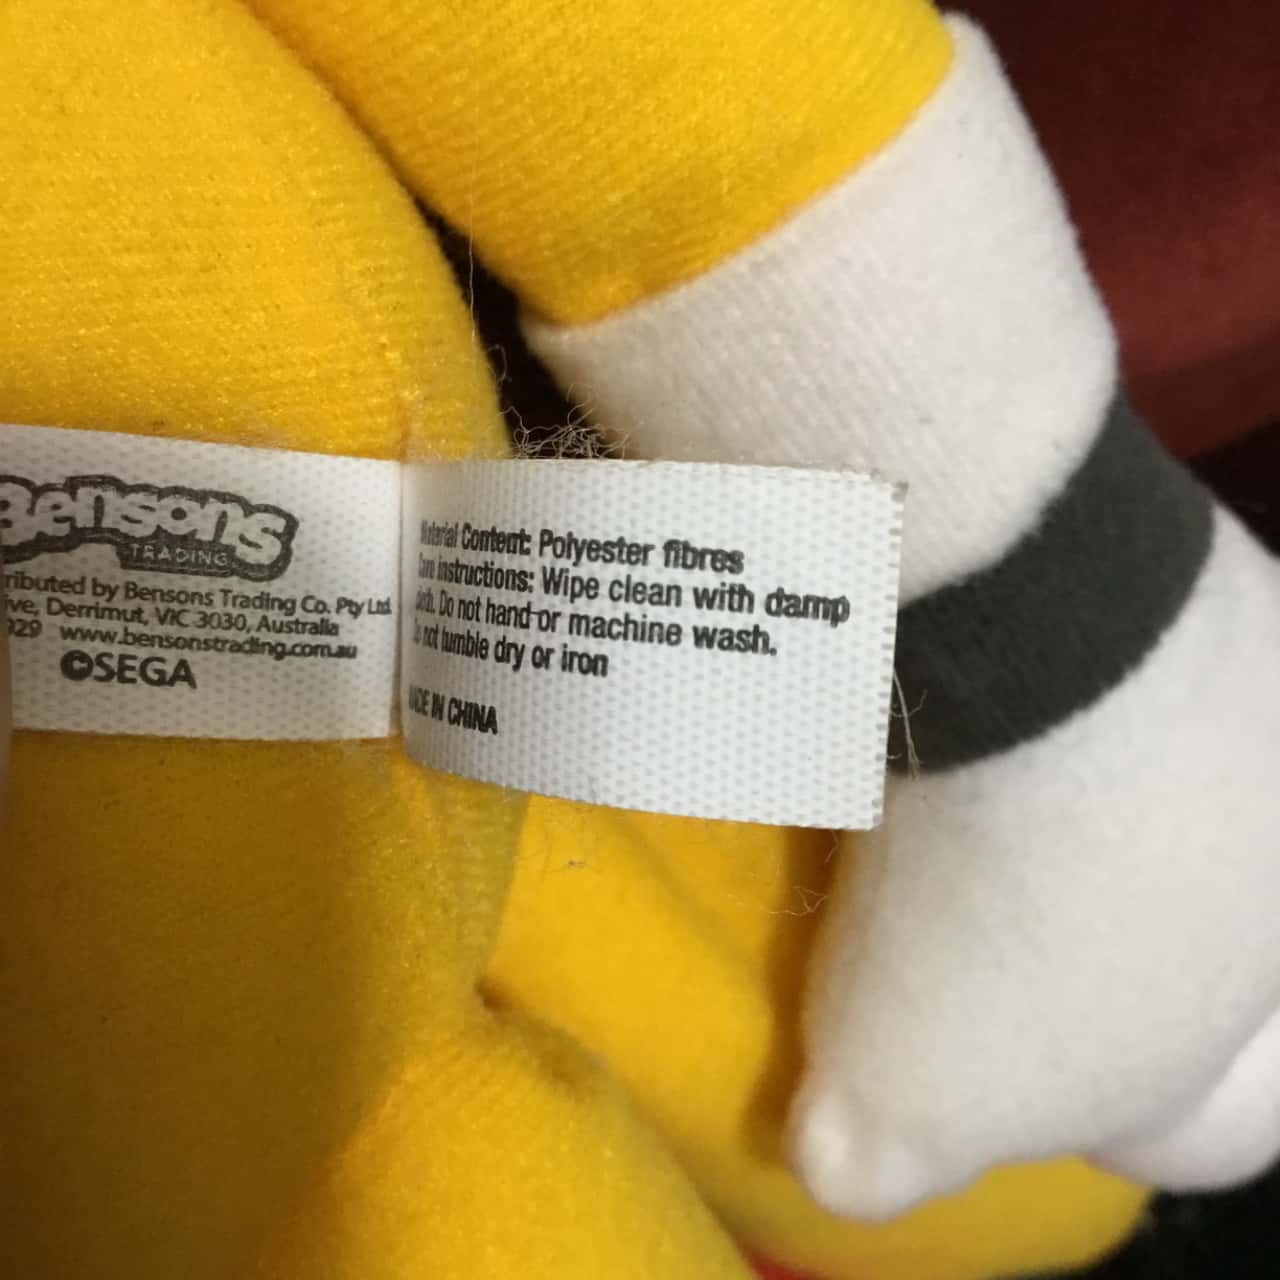 Bensons
TRADING
ributed by Bensons Trading Co. Pty Ltd.
ive, Derrimut, VIC 3030, Australia
929 www.bensonstrading.com.au
©SEGA
Material Content: Polyester fibres
Care instructions: Wipe clean with damp
cloth. Do not hand or machine wash.
Do not tumble dry or iron
MADE IN CHINA